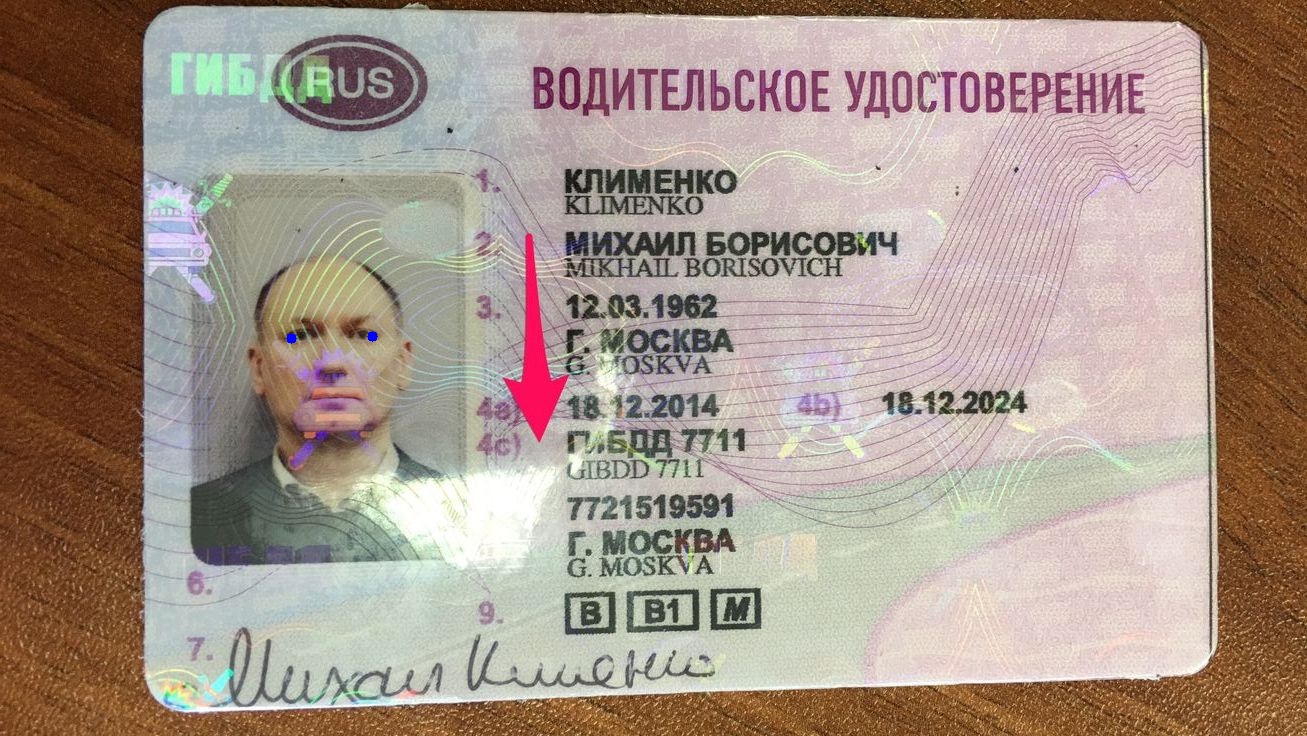 ГИБДД RUS
ВОДИТЕЛЬСКОЕ УДОСТОВЕРЕНИЕ
1. КЛИМЕНКО
KLIMENKO
2. МИХАИЛ БОРИСОВИЧ
MIKHAIL BORISOVICH
3. 12.03.1962
Г. МОСКВА
G. MOSKVA
4a) 18.12.2014 4b) 18.12.2024
4c) ГИБДД 7711
GIBDD 7711
7721519591
Г. МОСКВА
G. MOSKVA
6.
9. B B1 M
7. Михаил Клименко